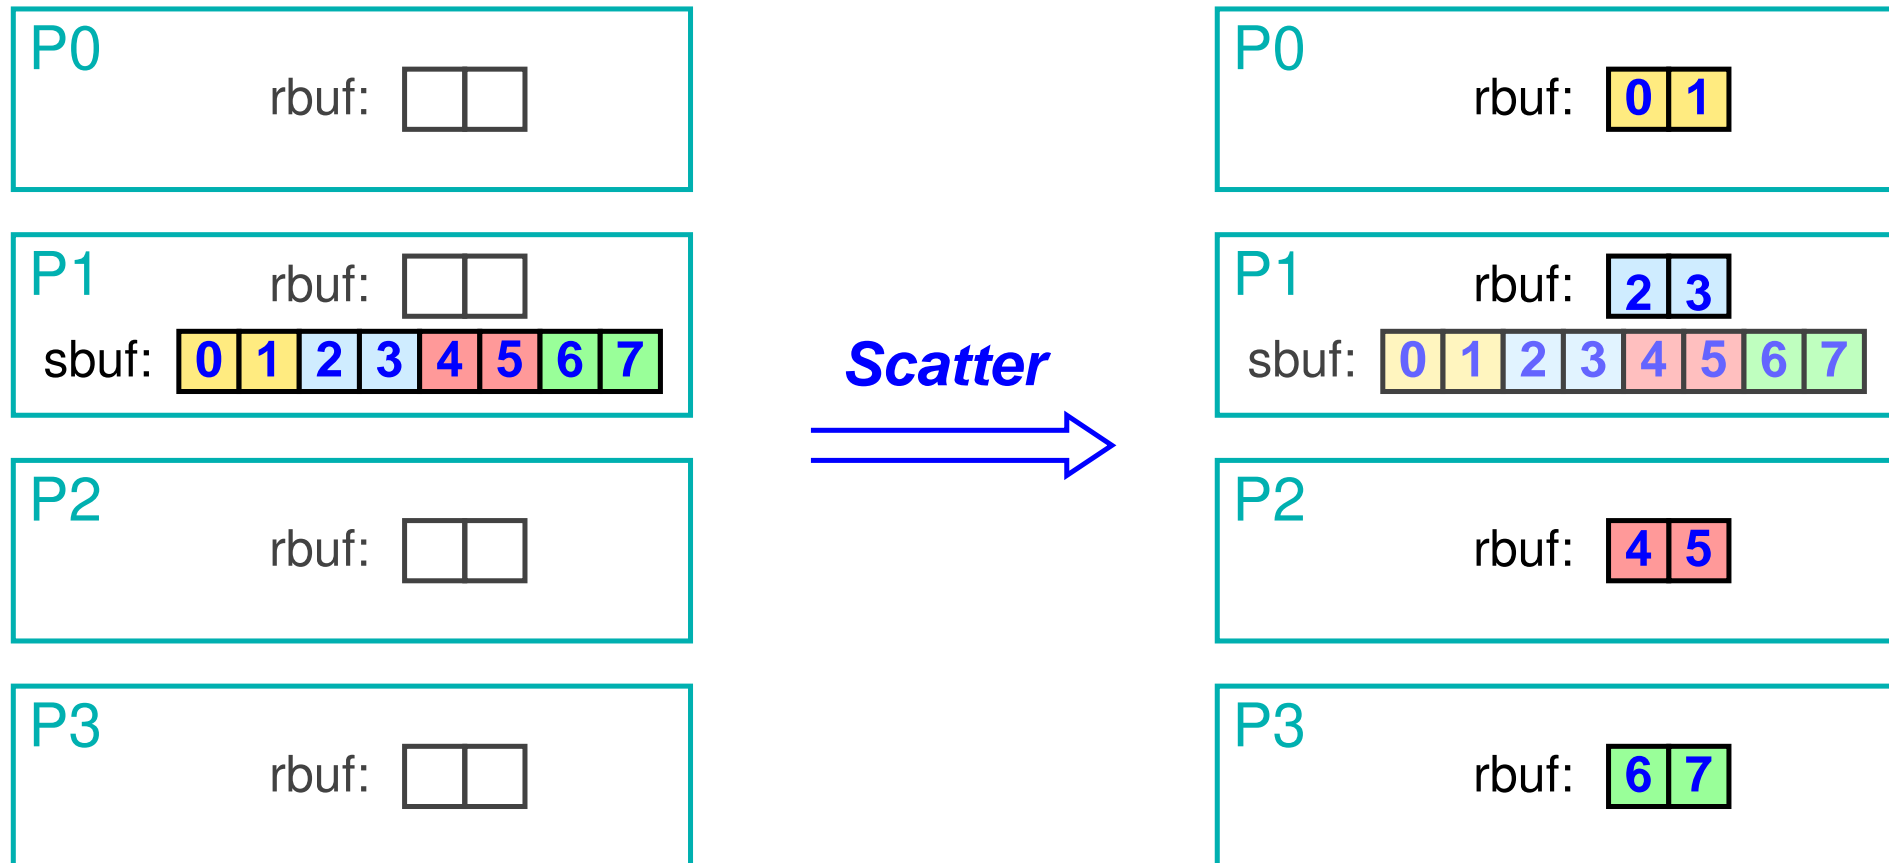 P0
rbuf:
P1
rbuf:
sbuf: 0 1 2 3 4 5 6 7
P2
rbuf:
P3
rbuf:
Scatter
P0
rbuf: 0 1
P1
rbuf: 2 3
sbuf: 0 1 2 3 4 5 6 7
P2
rbuf: 4 5
P3
rbuf: 6 7